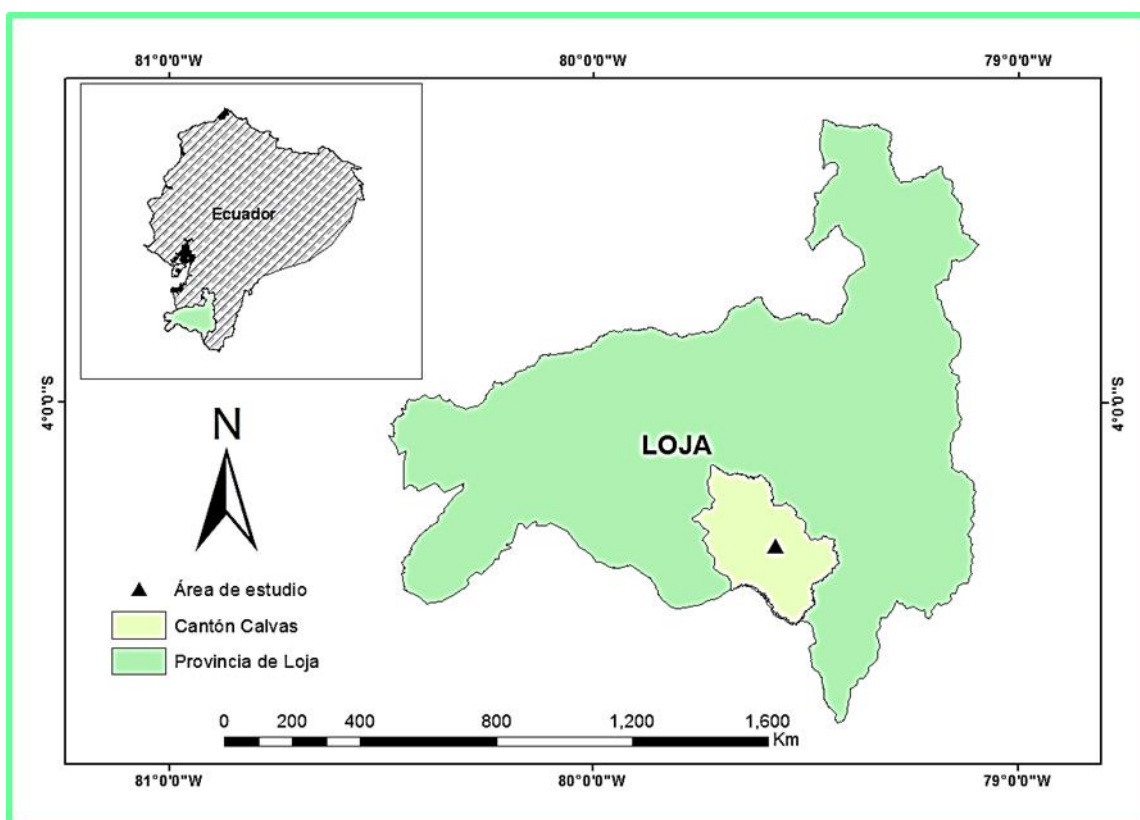 81°0'0"W 80°0'0"W 79°0'0"W
Ecuador
4°0'0"S
4°0'0"S
N
LOJA
Área de estudio
Cantón Calvas
Provincia de Loja
0 200 400 800 1,200 1,600
Km
81°0'0"W 80°0'0"W 79°0'0"W